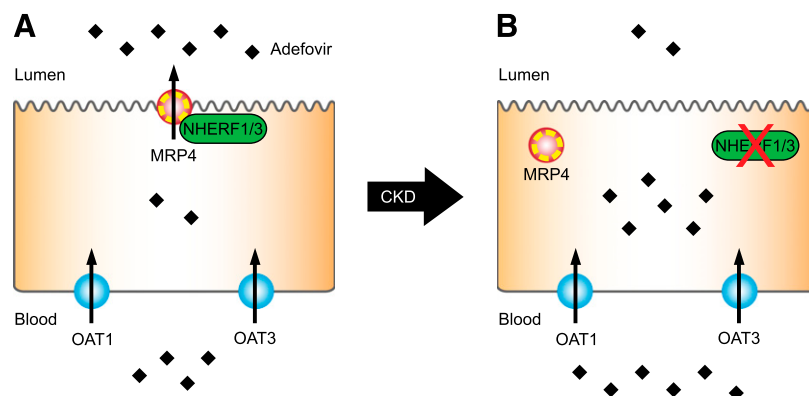 A
Adefovir
Lumen
NHERF1/3
MRP4
Blood
OAT1
OAT3
CKD
B
Lumen
NHERF1/3
MRP4
Blood
OAT1
OAT3